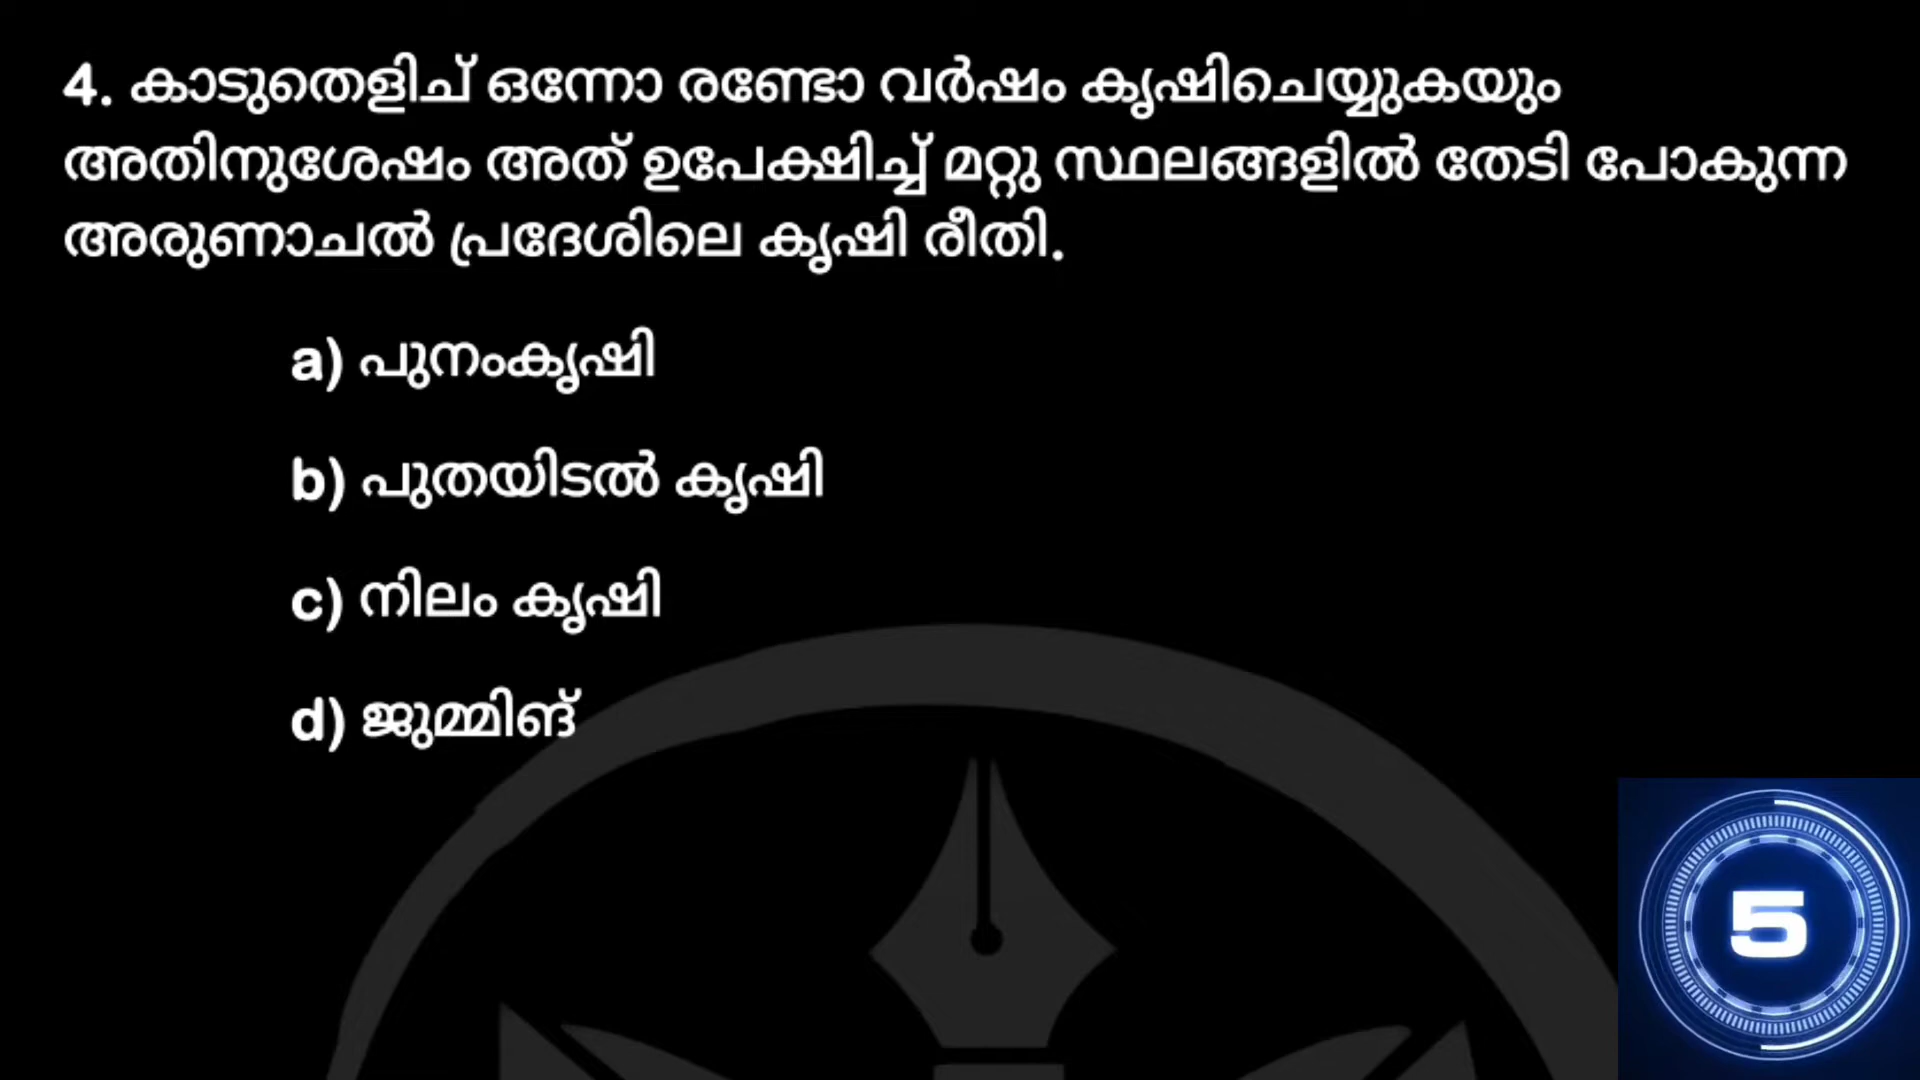 4. കാടുതെളിച് ഒന്നോ രണ്ടോ വർഷം കൃഷിചെയ്യുകയും
അതിനുശേഷം അത് ഉപേക്ഷിച്ച് മറ്റു സ്ഥലങ്ങളിൽ തേടി പോകുന്ന
അരുണാചൽ പ്രദേശിലെ കൃഷി രീതി.
a) പുനംകൃഷി
b) പുതയിടൽ കൃഷി
c) നിലം കൃഷി
d) ജുമ്മിങ്
5